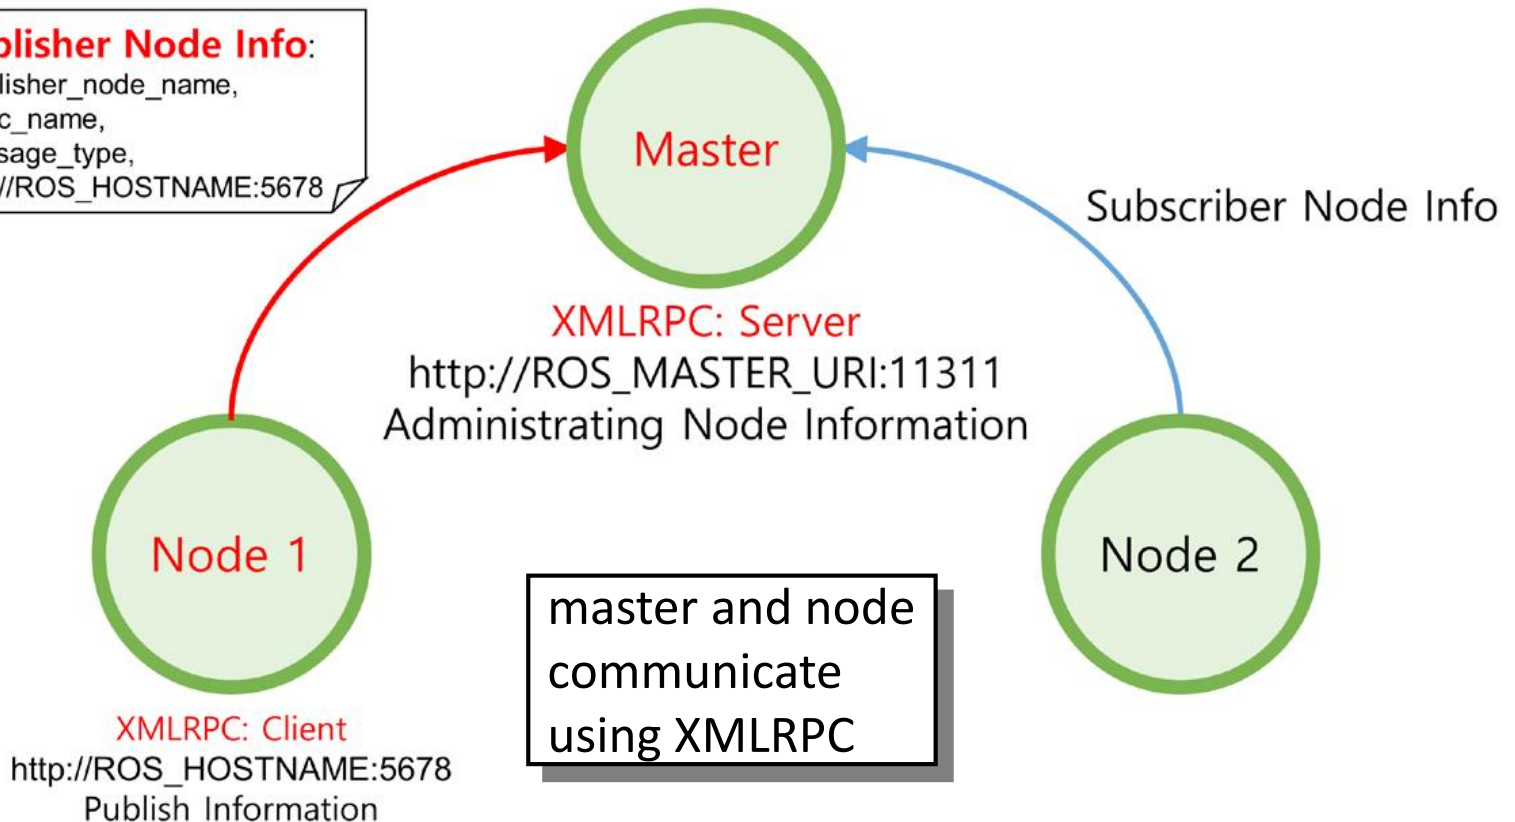 blisher Node Info:
lisher_node_name,
c_name,
sage_type,
//ROS_HOSTNAME:5678
Master
Subscriber Node Info
XMLRPC: Server
http://ROS_MASTER_URI:11311
Administrating Node Information
Node 1
Node 2
master and node
communicate
using XMLRPC
XMLRPC: Client
http://ROS_HOSTNAME:5678
Publish Information